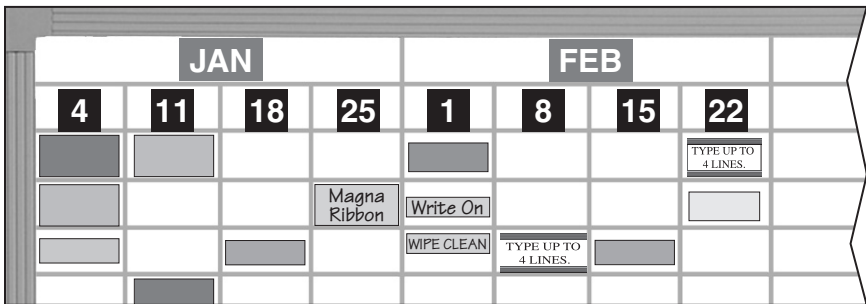 JAN FEB
4 11 18 25 1 8 15 22
TYPE UP TO
4 LINES.
Magna
Ribbon
Write On
WIPE CLEAN
TYPE UP TO
4 LINES.